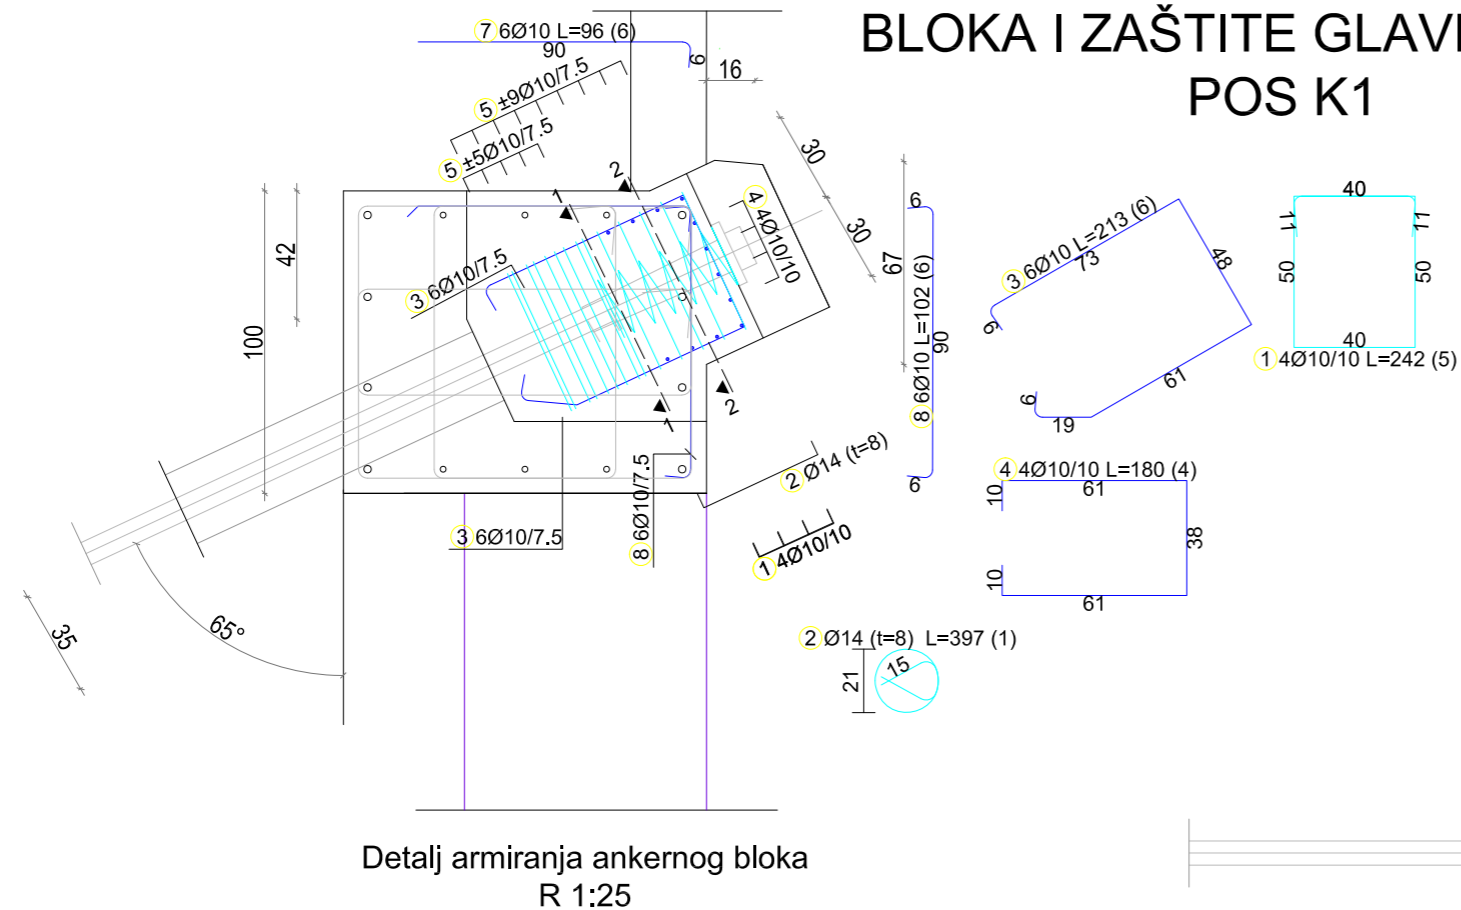 BLOKA I ZAŠTITE
POS K1
7 6Ø10 L=96 (6)
90
6
16
5 ±9Ø10/7.5
5 ±5Ø10/7.5
30
30
2
1
4 4Ø10/10
42
100
3 6Ø10/7.5
67
6
8 6Ø10 L=102 (6)
90
6
3 6Ø10 L=213 (6)
73
48
6
61
6
19
40
11
11
50
50
40
1 4Ø10/10 L=242 (5)
1
2
2 Ø14 (t=8)
4 4Ø10/10 L=180 (4)
61
10
38
10
61
3 6Ø10/7.5
8 6Ø10/7.5
1 4Ø10/10
65°
35
2 Ø14 (t=8) L=397 (1)
15
21
Detalj armiranja ankernog bloka
R 1:25